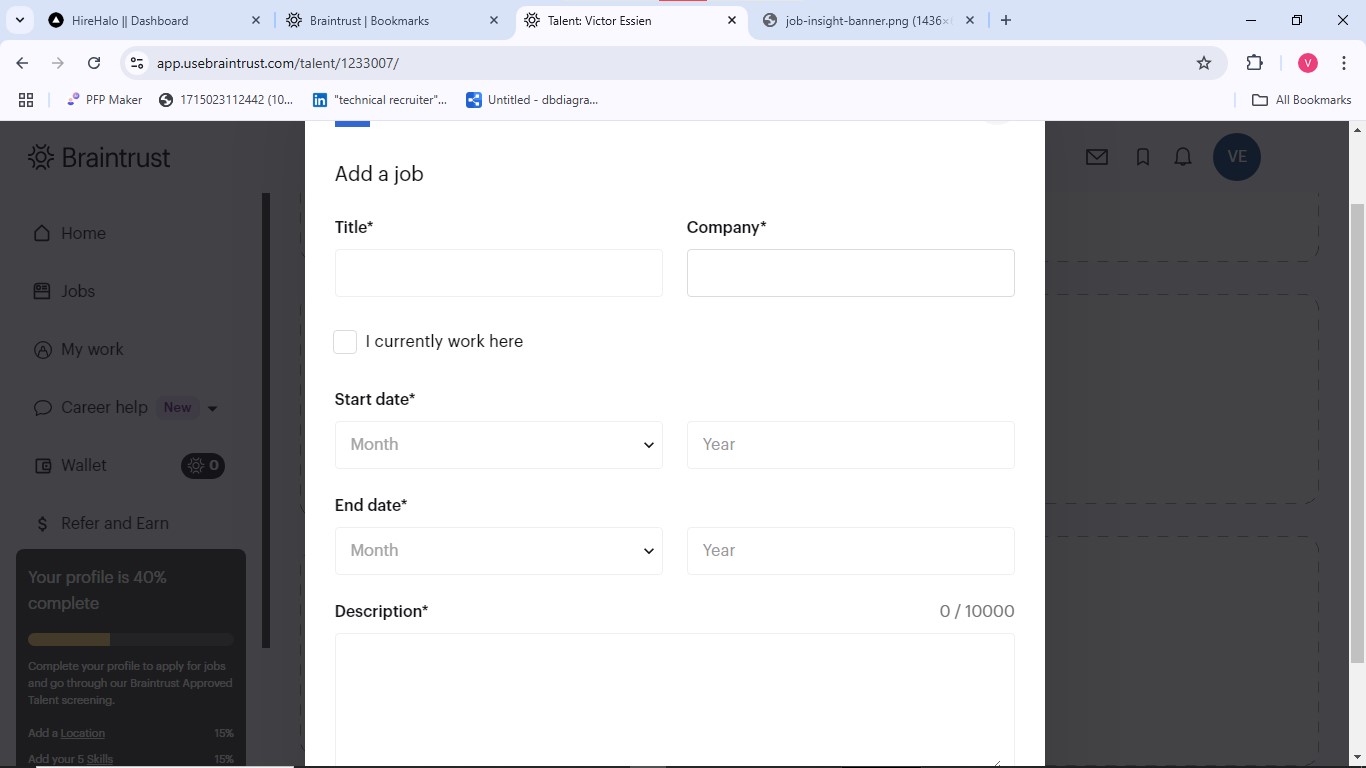 HireHalo || Dashboard
Braintrust | Bookmarks
Talent: Victor Essien
job-insight-banner.png (1436×
app.usebraintrust.com/talent/1233007/
V
PFP Maker
1715023112442 (10...
"technical recruiter"...
Untitled - dbdiagra...
All Bookmarks
Braintrust
VE
Home
Jobs
My work
Career help New
Wallet
0
Refer and Earn
Your profile is 40%
complete
Complete your profile to apply for jobs
and go through our Braintrust Approved
Talent screening.
Add a Location 15%
Add your 5 Skills 15%
Add a job
Title* Company*
I currently work here
Start date*
Month Year
End date*
Month Year
Description* 0 / 10000